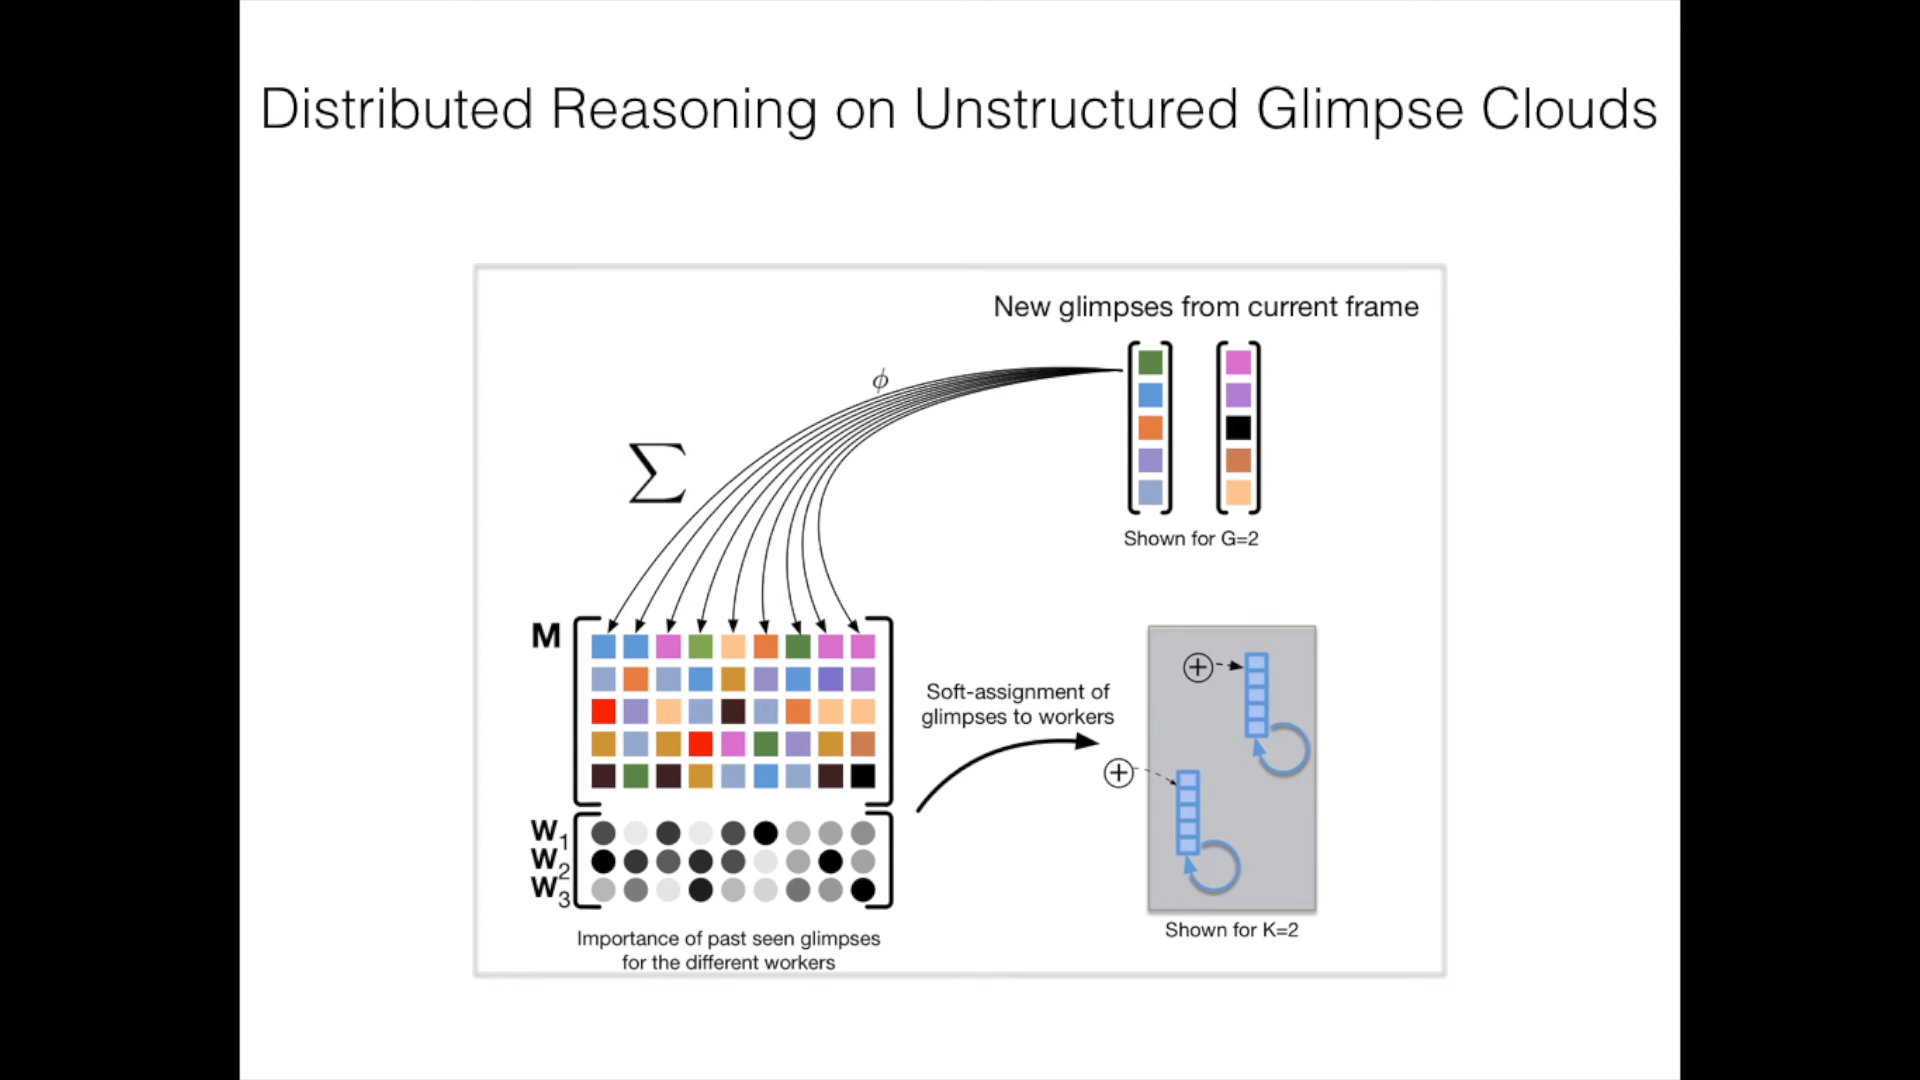 Distributed Reasoning on Unstructured Glimpse Clouds
New glimpses from current frame
ϕ
∑
Shown for G=2
M
Soft-assignment of
glimpses to workers
W1
W2
W3
Shown for K=2
Importance of past seen glimpses
for the different workers